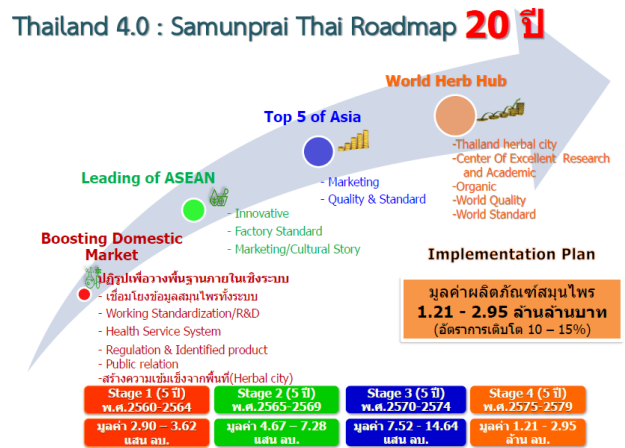 Thailand 4.0 : Samunprai Thai Roadmap 20 ปี
World Herb Hub
-Thailand herbal city
-Center Of Excellent Research
and Academic
-Organic
-World Quality
-World Standard
Top 5 of Asia
- Marketing
- Quality & Standard
Leading of ASEAN
- Innovative
- Factory Standard
- Marketing/Cultural Story
Boosting Domestic
Market
ปฏิรูปเพื่อวางพื้นฐานภายในเชิงระบบ
- เชื่อมโยงข้อมูลสมุนไพรทั้งระบบ
- Working Standardization/R&D
- Health Service System
- Regulation & Identified product
- Public relation
-สร้างความเข้มแข็งจากพื้นที่(Herbal city)
Implementation Plan
มูลค่าผลิตภัณฑ์สมุนไพร
1.21 - 2.95 ล้านล้านบาท
(อัตราการเติบโต 10 – 15%)
Stage 1 (5 ปี)
พ.ศ.2560-2564
มูลค่า 2.90 – 3.62
แสน ลบ.
Stage 2 (5 ปี)
พ.ศ.2565-2569
มูลค่า 4.67 – 7.28
แสน ลบ.
Stage 3 (5 ปี)
พ.ศ.2570-2574
มูลค่า 7.52 - 14.64
แสน ลบ.
Stage 4 (5 ปี)
พ.ศ.2575-2579
มูลค่า 1.21 - 2.95
ล้าน ลบ.